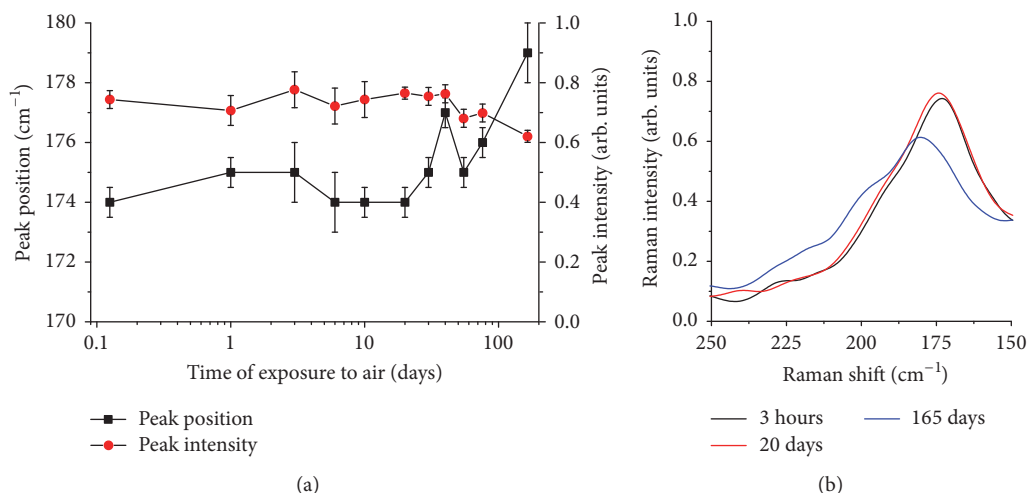 180
178
176
174
172
170
Peak position (cm⁻¹)
1.0
0.8
0.6
0.4
0.2
0.0
Peak intensity (arb. units)
0.1
1
10
100
Time of exposure to air (days)
Peak position
Peak intensity
(a)
1.0
0.8
0.6
0.4
0.2
0.0
Raman intensity (arb. units)
250
225
200
175
150
Raman shift (cm⁻¹)
3 hours
165 days
20 days
(b)